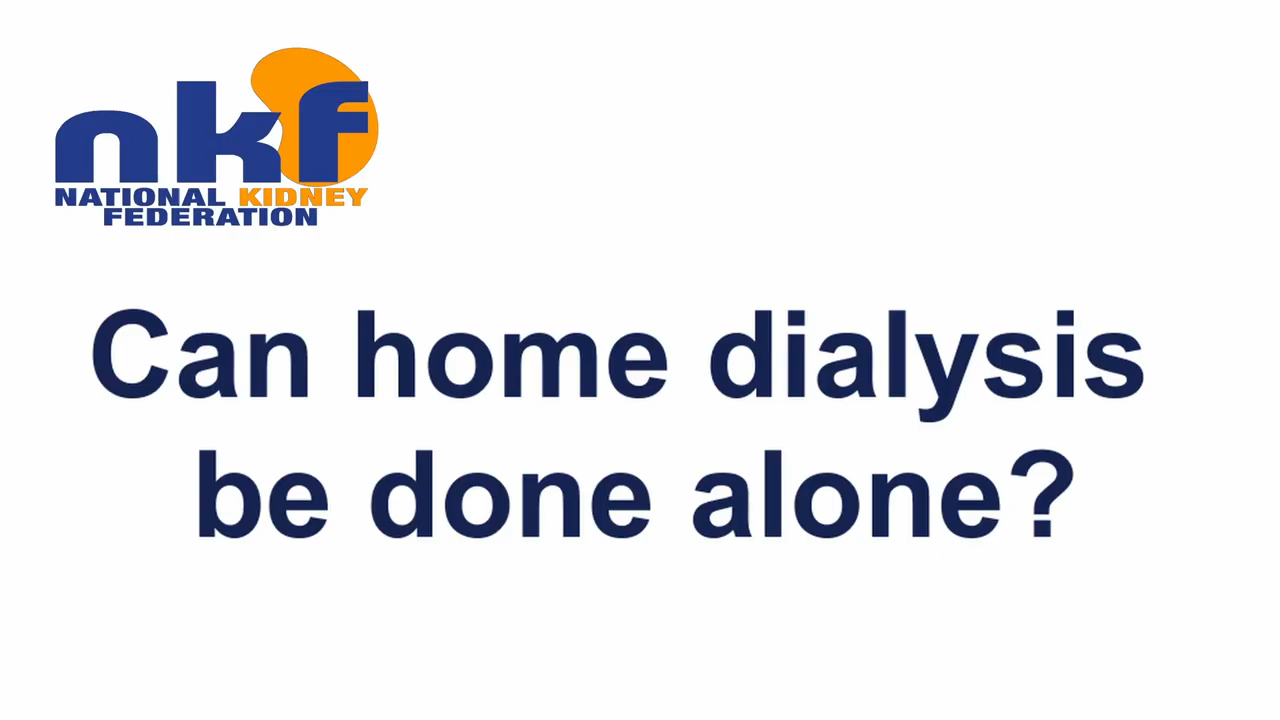 nkf
NATIONAL KIDNEY
FEDERATION
Can home dialysis
be done alone?